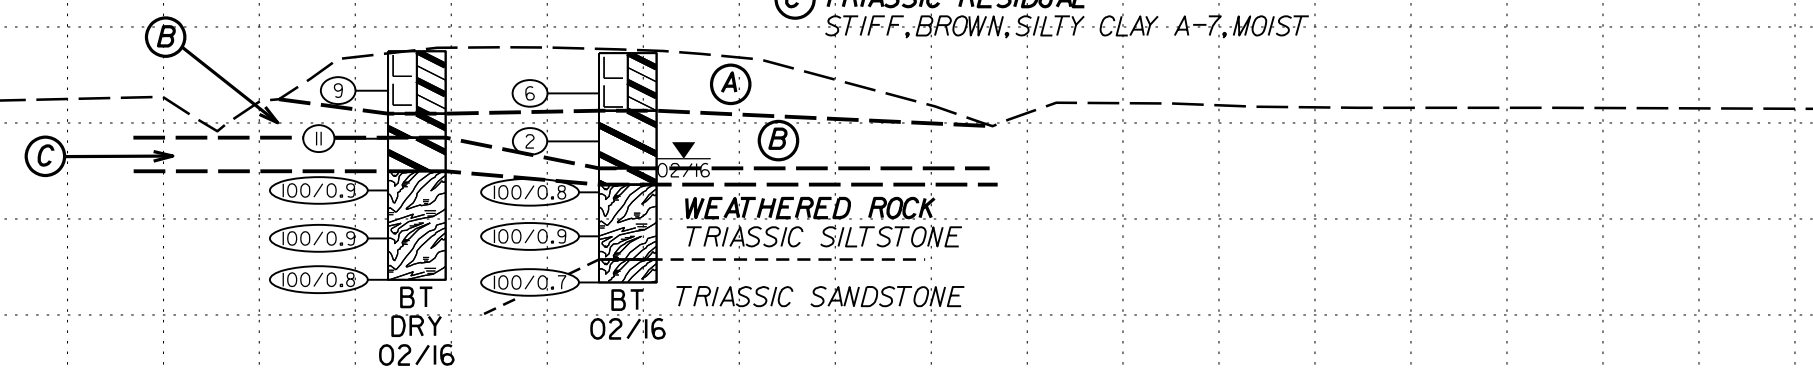 C TRIASSIC RESIDUAL
STIFF, BROWN, SILTY CLAY A-7, MOIST
B
9
6
A
11
2
B
C
02/16
100/0.9
100/0.8
WEATHERED ROCK
TRIASSIC SILTSTONE
100/0.9
100/0.9
100/0.8
100/0.7
TRIASSIC SANDSTONE
BT
DRY
02/16
BT
02/16